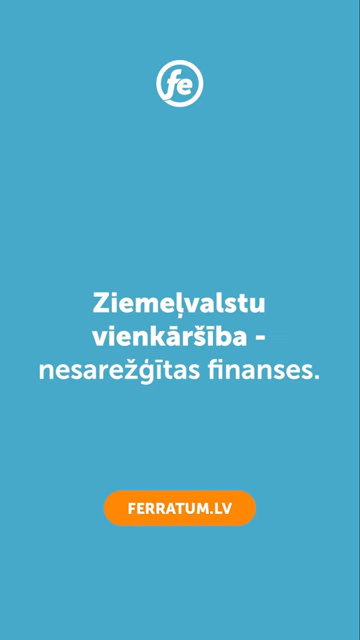 fe
Ziemeļvalstu
vienkāršība -
nesarežģītas finanses.
FERRATUM.LV